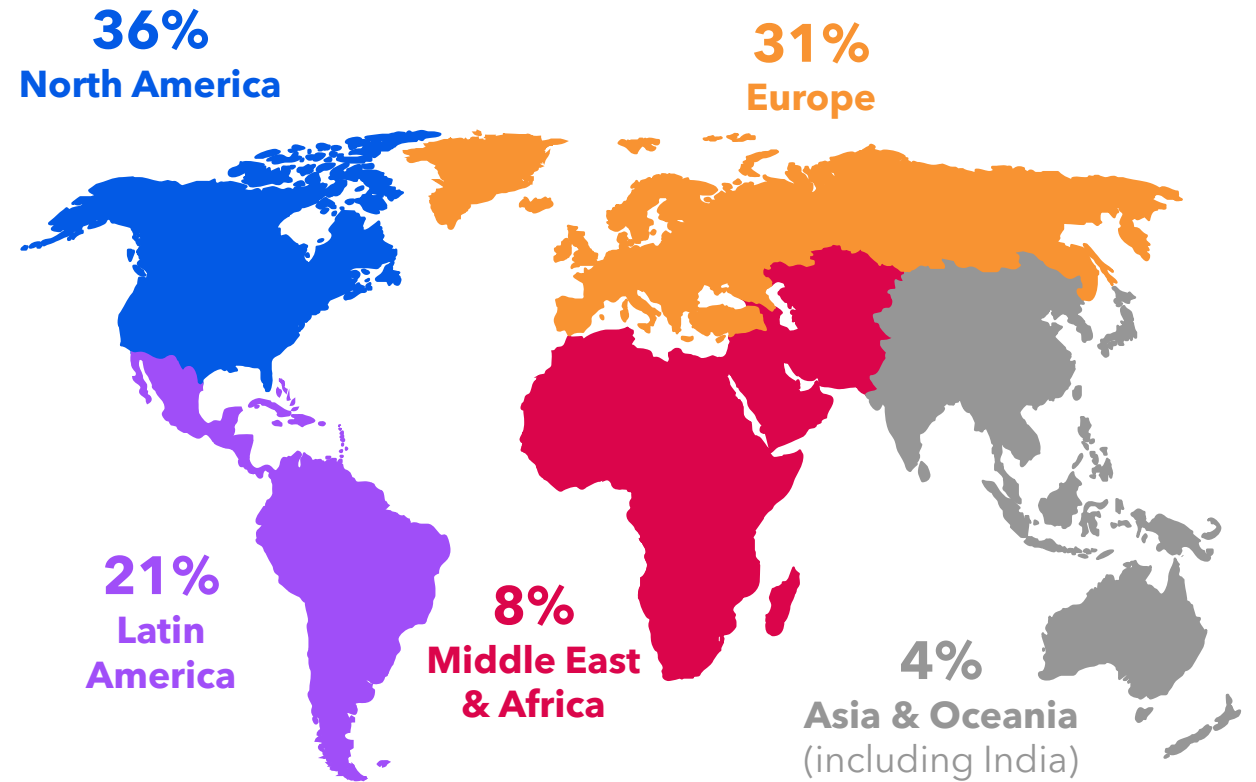 36%
North America
31%
Europe
21%
Latin
America
8%
Middle East
& Africa
4%
Asia & Oceania
(including India)